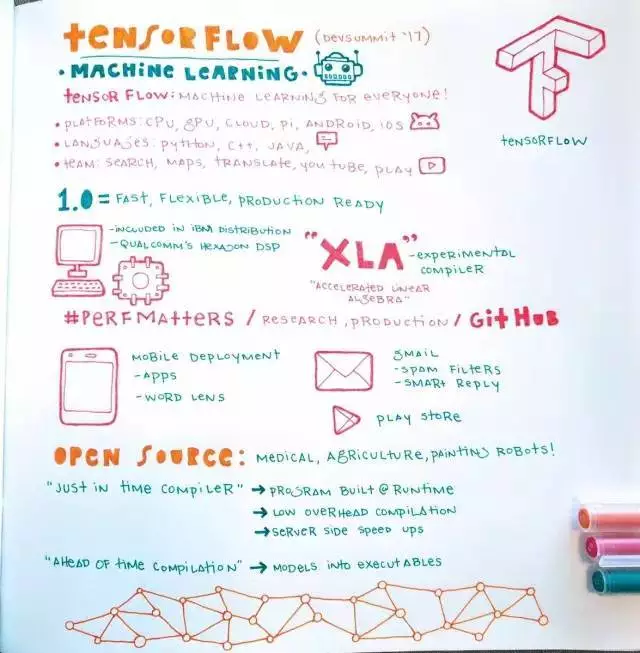 TENSORFLOW (DEVSUMMIT '17)
• MACHINE LEARNING •
TENSOR FLOW: MACHINE LEARNING FOR EVERYONE!
• PLATFORMS: CPU, GPU, CLOUD, PI, ANDROID, IOS
• LANGUAGES: PYTHON, C++, JAVA,
• TEAM: SEARCH, MAPS, TRANSLATE, YOU TUBE, PLAY
TENSORFLOW
1.0 = FAST, FLEXIBLE, PRODUCTION READY
-INCLUDED IN IBM DISTRIBUTION
-QUALCOMM'S HEXAGON DSP
"XLA" -EXPERIMENTAL
COMPILER
"ACCELERATED LINEAR
ALGEBRA"
#PERFMATTERS / RESEARCH, PRODUCTION / GITHUB
MOBILE DEPLOYMENT
-APPS
-WORD LENS
GMAIL
-SPAM FILTERS
-SMART REPLY
PLAY STORE
OPEN SOURCE: MEDICAL, AGRICULTURE, PAINTING ROBOTS!
"JUST IN TIME COMPILER" → PROGRAM BUILT @ RUNTIME
→ LOW OVERHEAD COMPILATION
→ SERVER SIDE SPEED UPS
"AHEAD OF TIME COMPILATION" → MODELS INTO EXECUTABLES